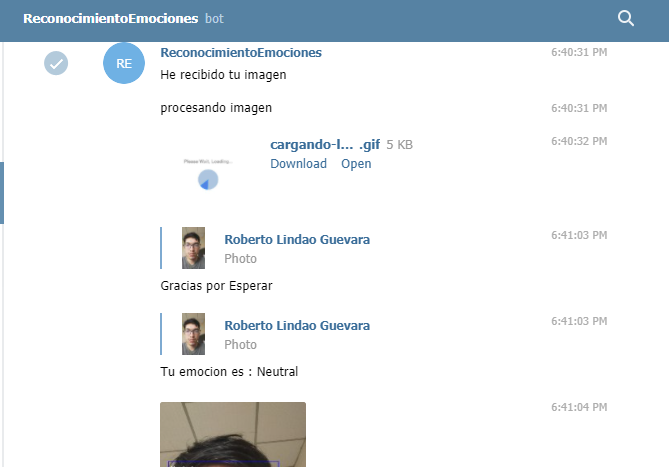 ReconocimientoEmociones bot
RE
ReconocimientoEmociones 6:40:31 PM
He recibido tu imagen
procesando imagen 6:40:31 PM
cargando-l... .gif 5 KB 6:40:32 PM
Download Open
Please Wait, Loading...
Roberto Lindao Guevara 6:41:03 PM
Photo
Gracias por Esperar
Roberto Lindao Guevara 6:41:03 PM
Photo
Tu emocion es : Neutral
6:41:04 PM